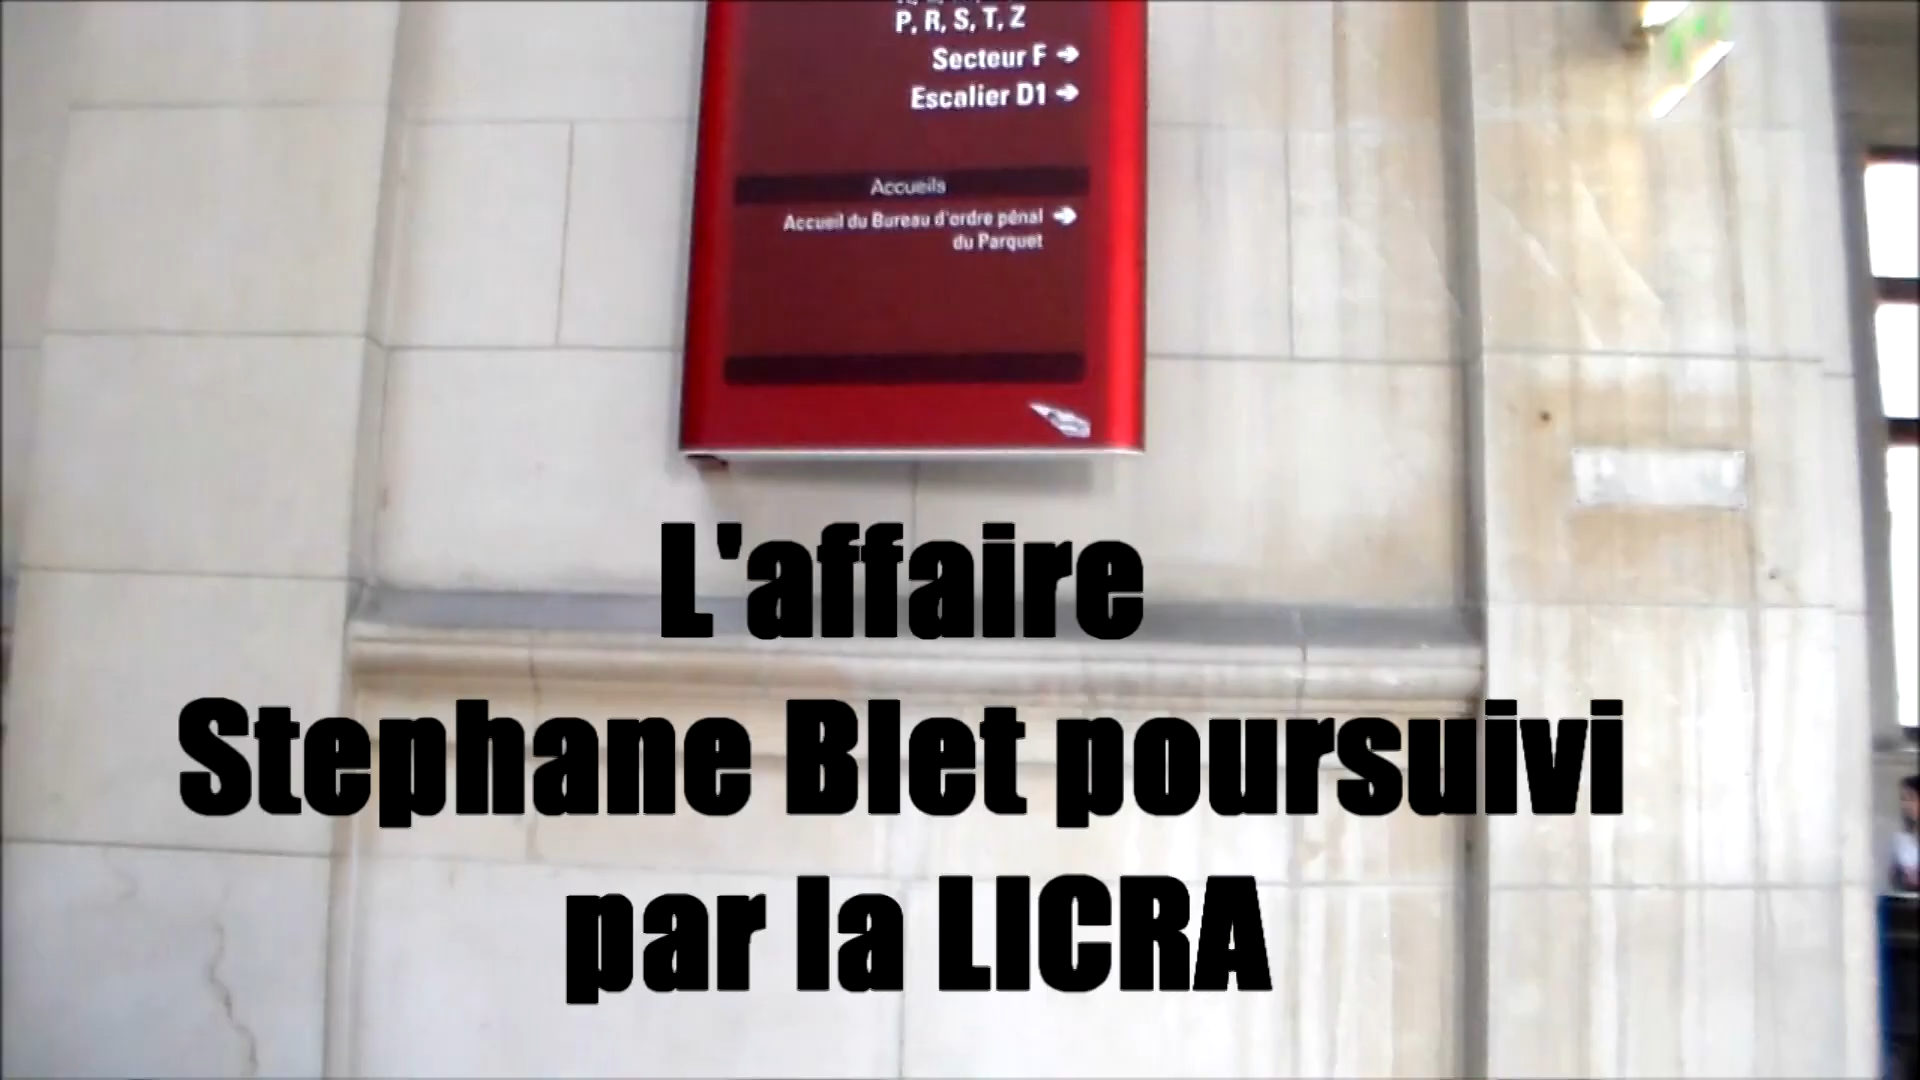 P, R, S, T, Z
Secteur F →
Escalier D1 →
Accueils
Accueil du Bureau d'ordre pénal →
du Parquet
L'affaire
Stephane Blet poursuivi
par la LICRA